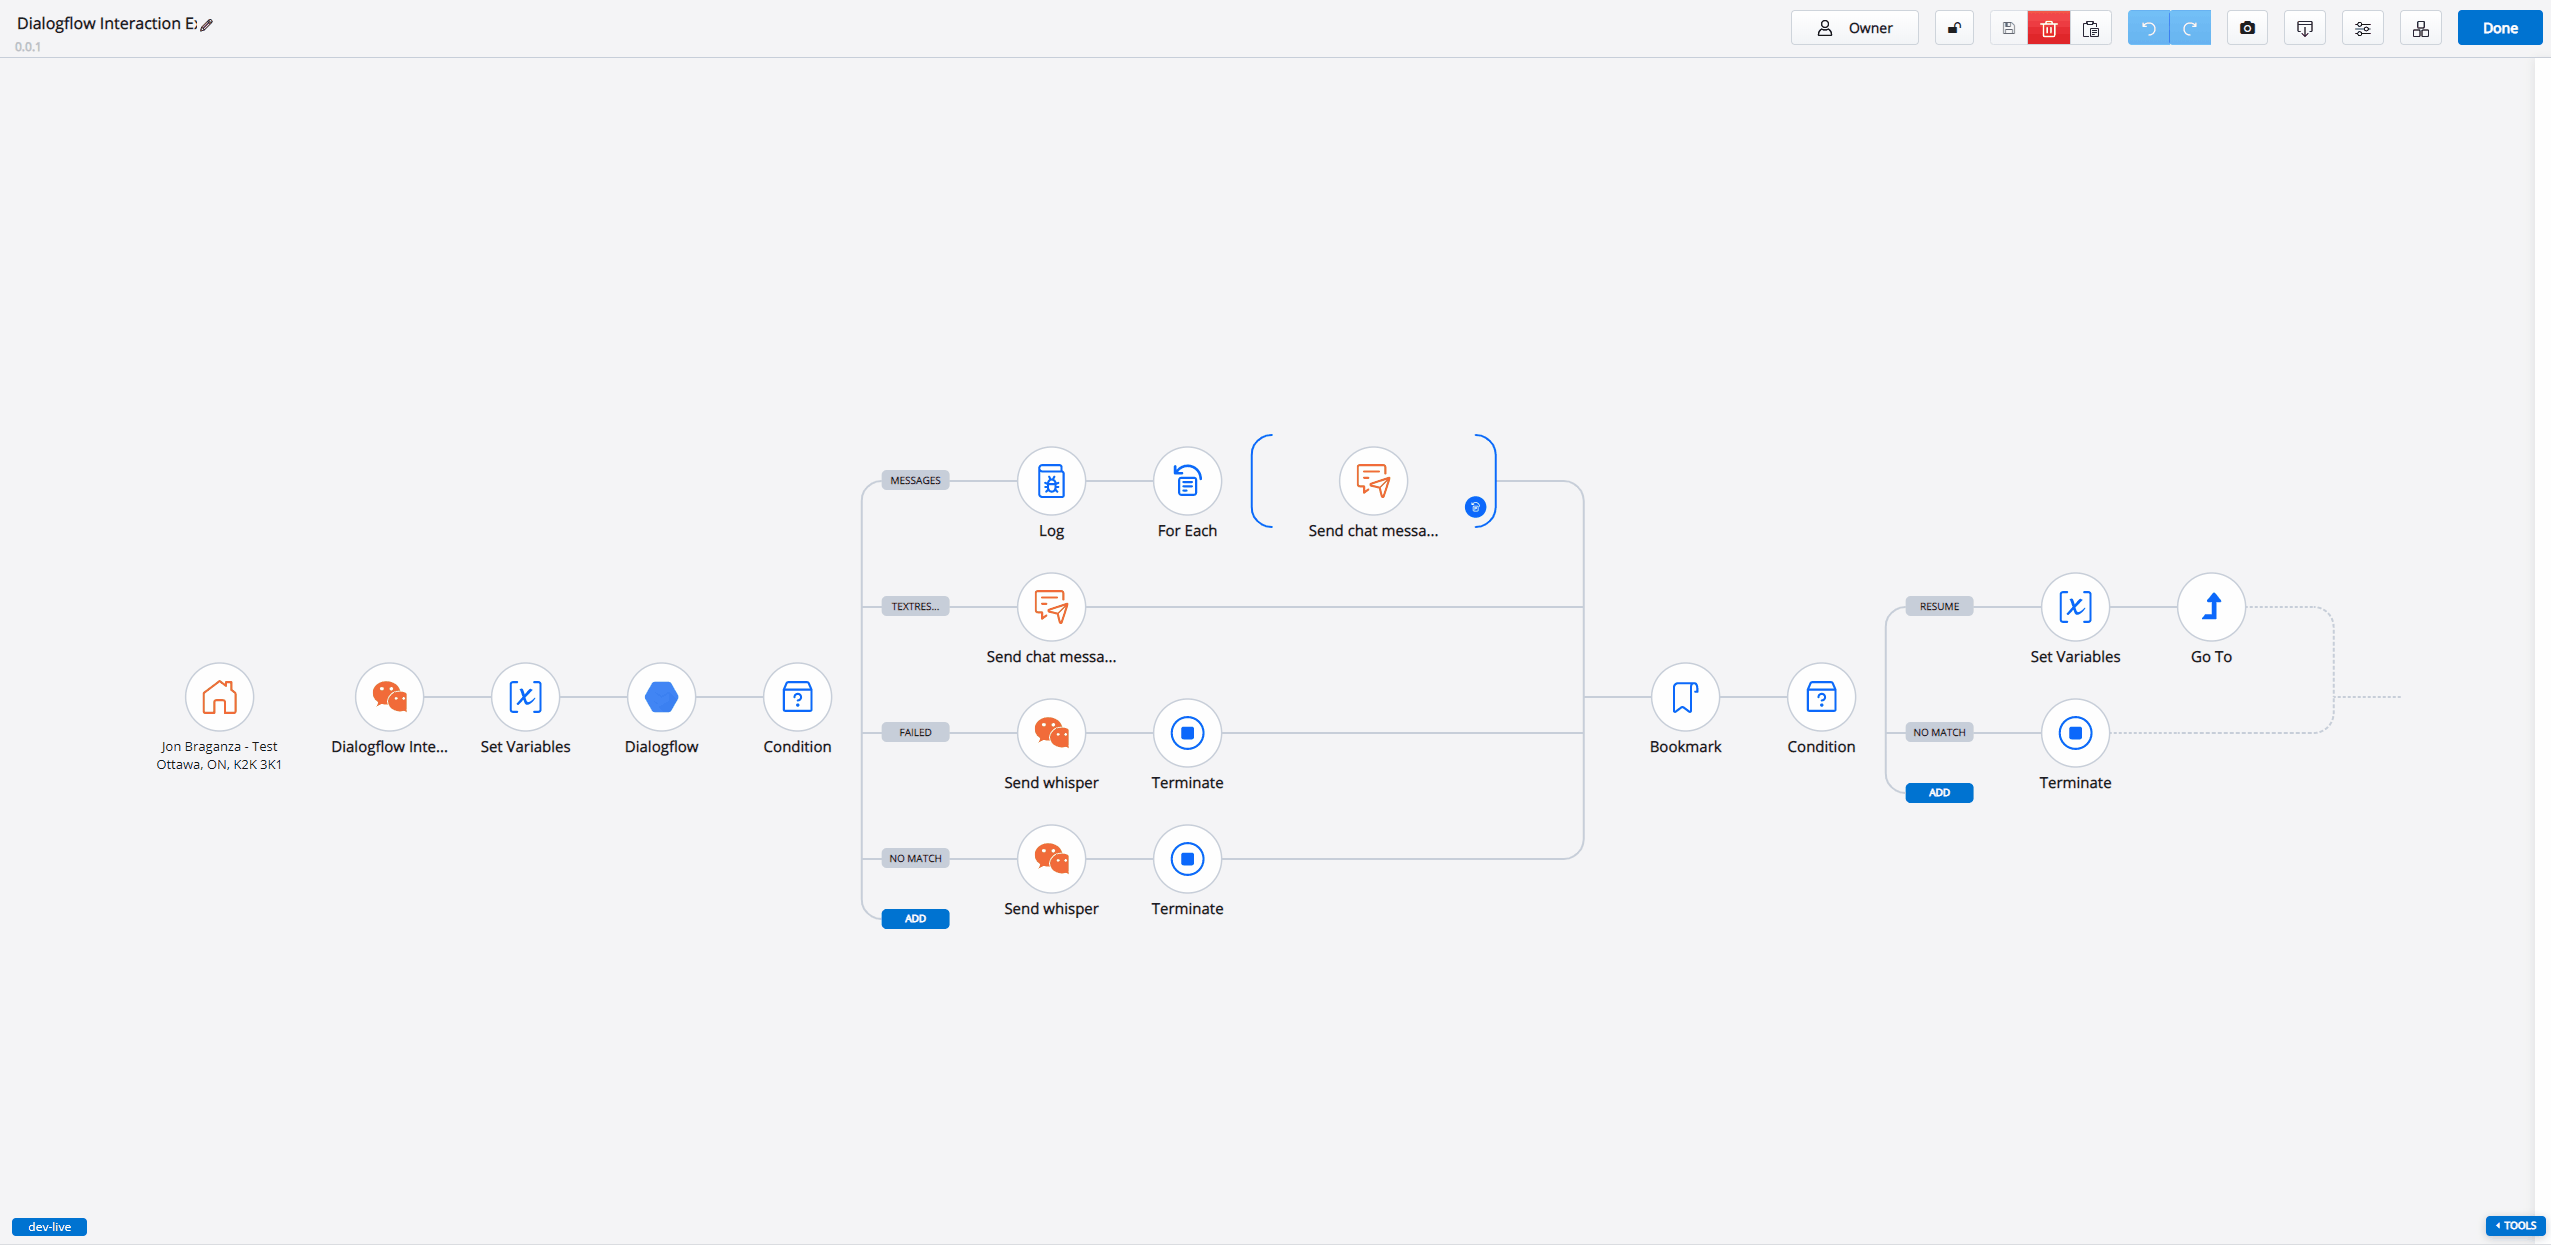 Dialogflow Interaction E
0.0.1
Owner
Done
MESSAGES
Log
For Each
Send chat messa...
TEXTRES...
Send chat messa...
RESUME
Set Variables
Go To
Jon Braganza - Test
Ottawa, ON, K2K 3K1
Dialogflow Inte...
Set Variables
Dialogflow
Condition
FAILED
Send whisper
Terminate
Bookmark
Condition
NO MATCH
Terminate
ADD
NO MATCH
Send whisper
Terminate
ADD
dev-live
TOOLS